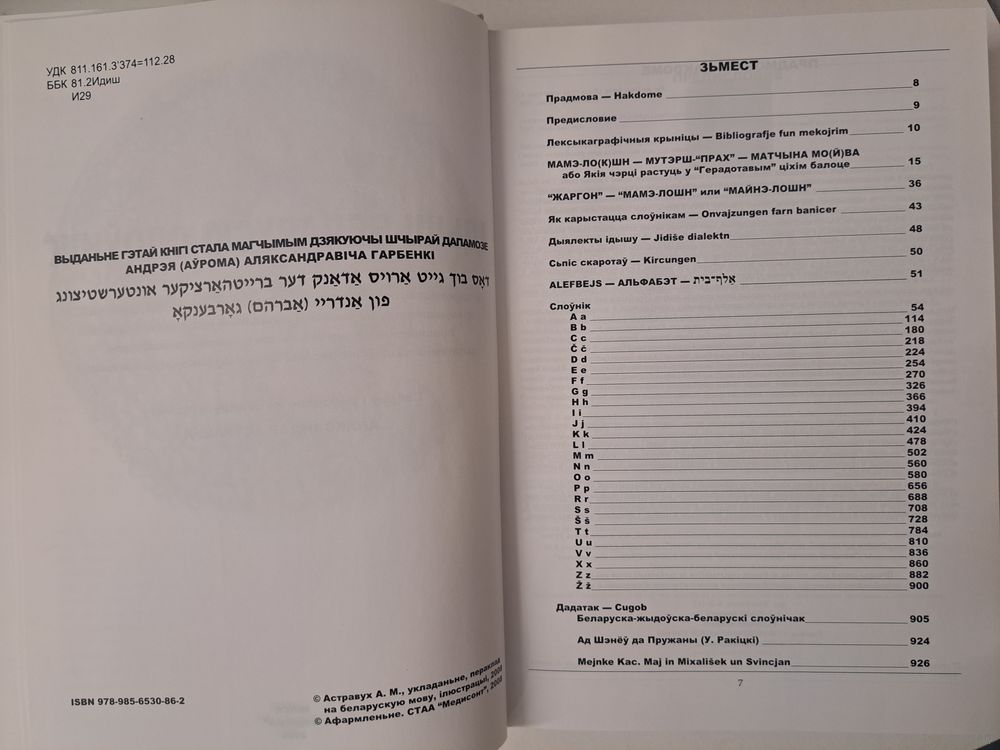 УДК 811.161.3'374=112.28
ББК 81.2Идиш
И29
ВЫДАНЬНЕ ГЭТАЙ КНІГІ СТАЛА МАГЧЫМЫМ ДЗЯКУЮЧЫ ШЧЫРАЙ ДАПАМОЗЕ
АНДРЭЯ (АЎРОМА) АЛЯКСАНДРАВІЧА ГАРБЕНКІ
דאָס בוך גייט אַרויס אַדאַנק דער ברייטהאַרציקער אונטערשטיצונג
פֿון אַנדריי (אַבֿרהם) גאָרבענקאָ
ISBN 978-985-6530-86-2
© Астравух А. М., укладаньне, пераклад
на беларускую мову, ілюстрацыі, 2008
© Афармленьне. СТАА "Медисонт", 2008
ЗЬМЕСТ
Прадмова — Hakdome 8
Предисловие 9
Лексыкаграфічныя крыніцы — Bibliografje fun mekojrim 10
МАМЭ-ЛО(К)ШН — МУТЭРШ-“ПРАХ” — МАТЧЫНА МО(Й)ВА
або Якія чэрці растуць у “Герадотавым” ціхім балоце 15
“ЖАРГОН” — “МАМЭ-ЛОШН” или “МАЙНЭ-ЛОШН” 36
Як карыстацца слоўнікам — Onvajzungen farn banicer 43
Дыялекты ідышу — Jidiše dialektn 48
Сьпіс скаротаў — Kircungen 50
ALEFBEJS — АЛЬФАБЭТ — אַלף־בית 51
Слоўнік 54
A a 114
B b 180
C c 218
Č č 224
D d 254
E e 270
F f 326
G g 366
H h 394
I i 410
J j 424
K k 478
L l 502
M m 560
N n 580
O o 656
P p 688
R r 708
S s 728
Š š 784
T t 810
U u 836
V v 860
X x 882
Z z 900
Ž ž
Дадатак — Cugob
Беларуска-жыдоўска-беларускі слоўнічак 905
Ад Шэнёў да Пружаны (У. Ракіцкі) 924
Mejnke Kac. Maj in Mixališek un Svincjan 926
7